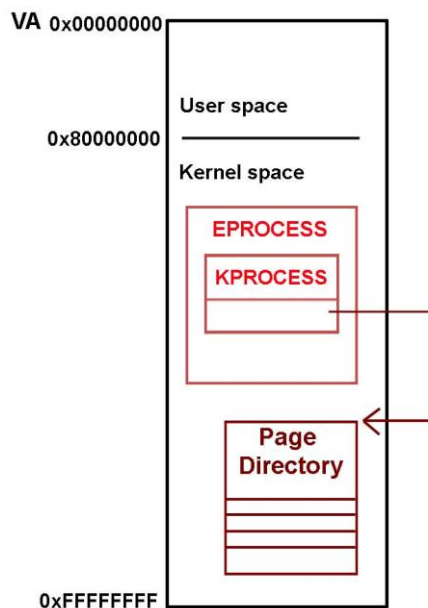 VA 0x00000000
User space
0x80000000
Kernel space
EPROCESS
KPROCESS
Page
Directory
0xFFFFFFFF